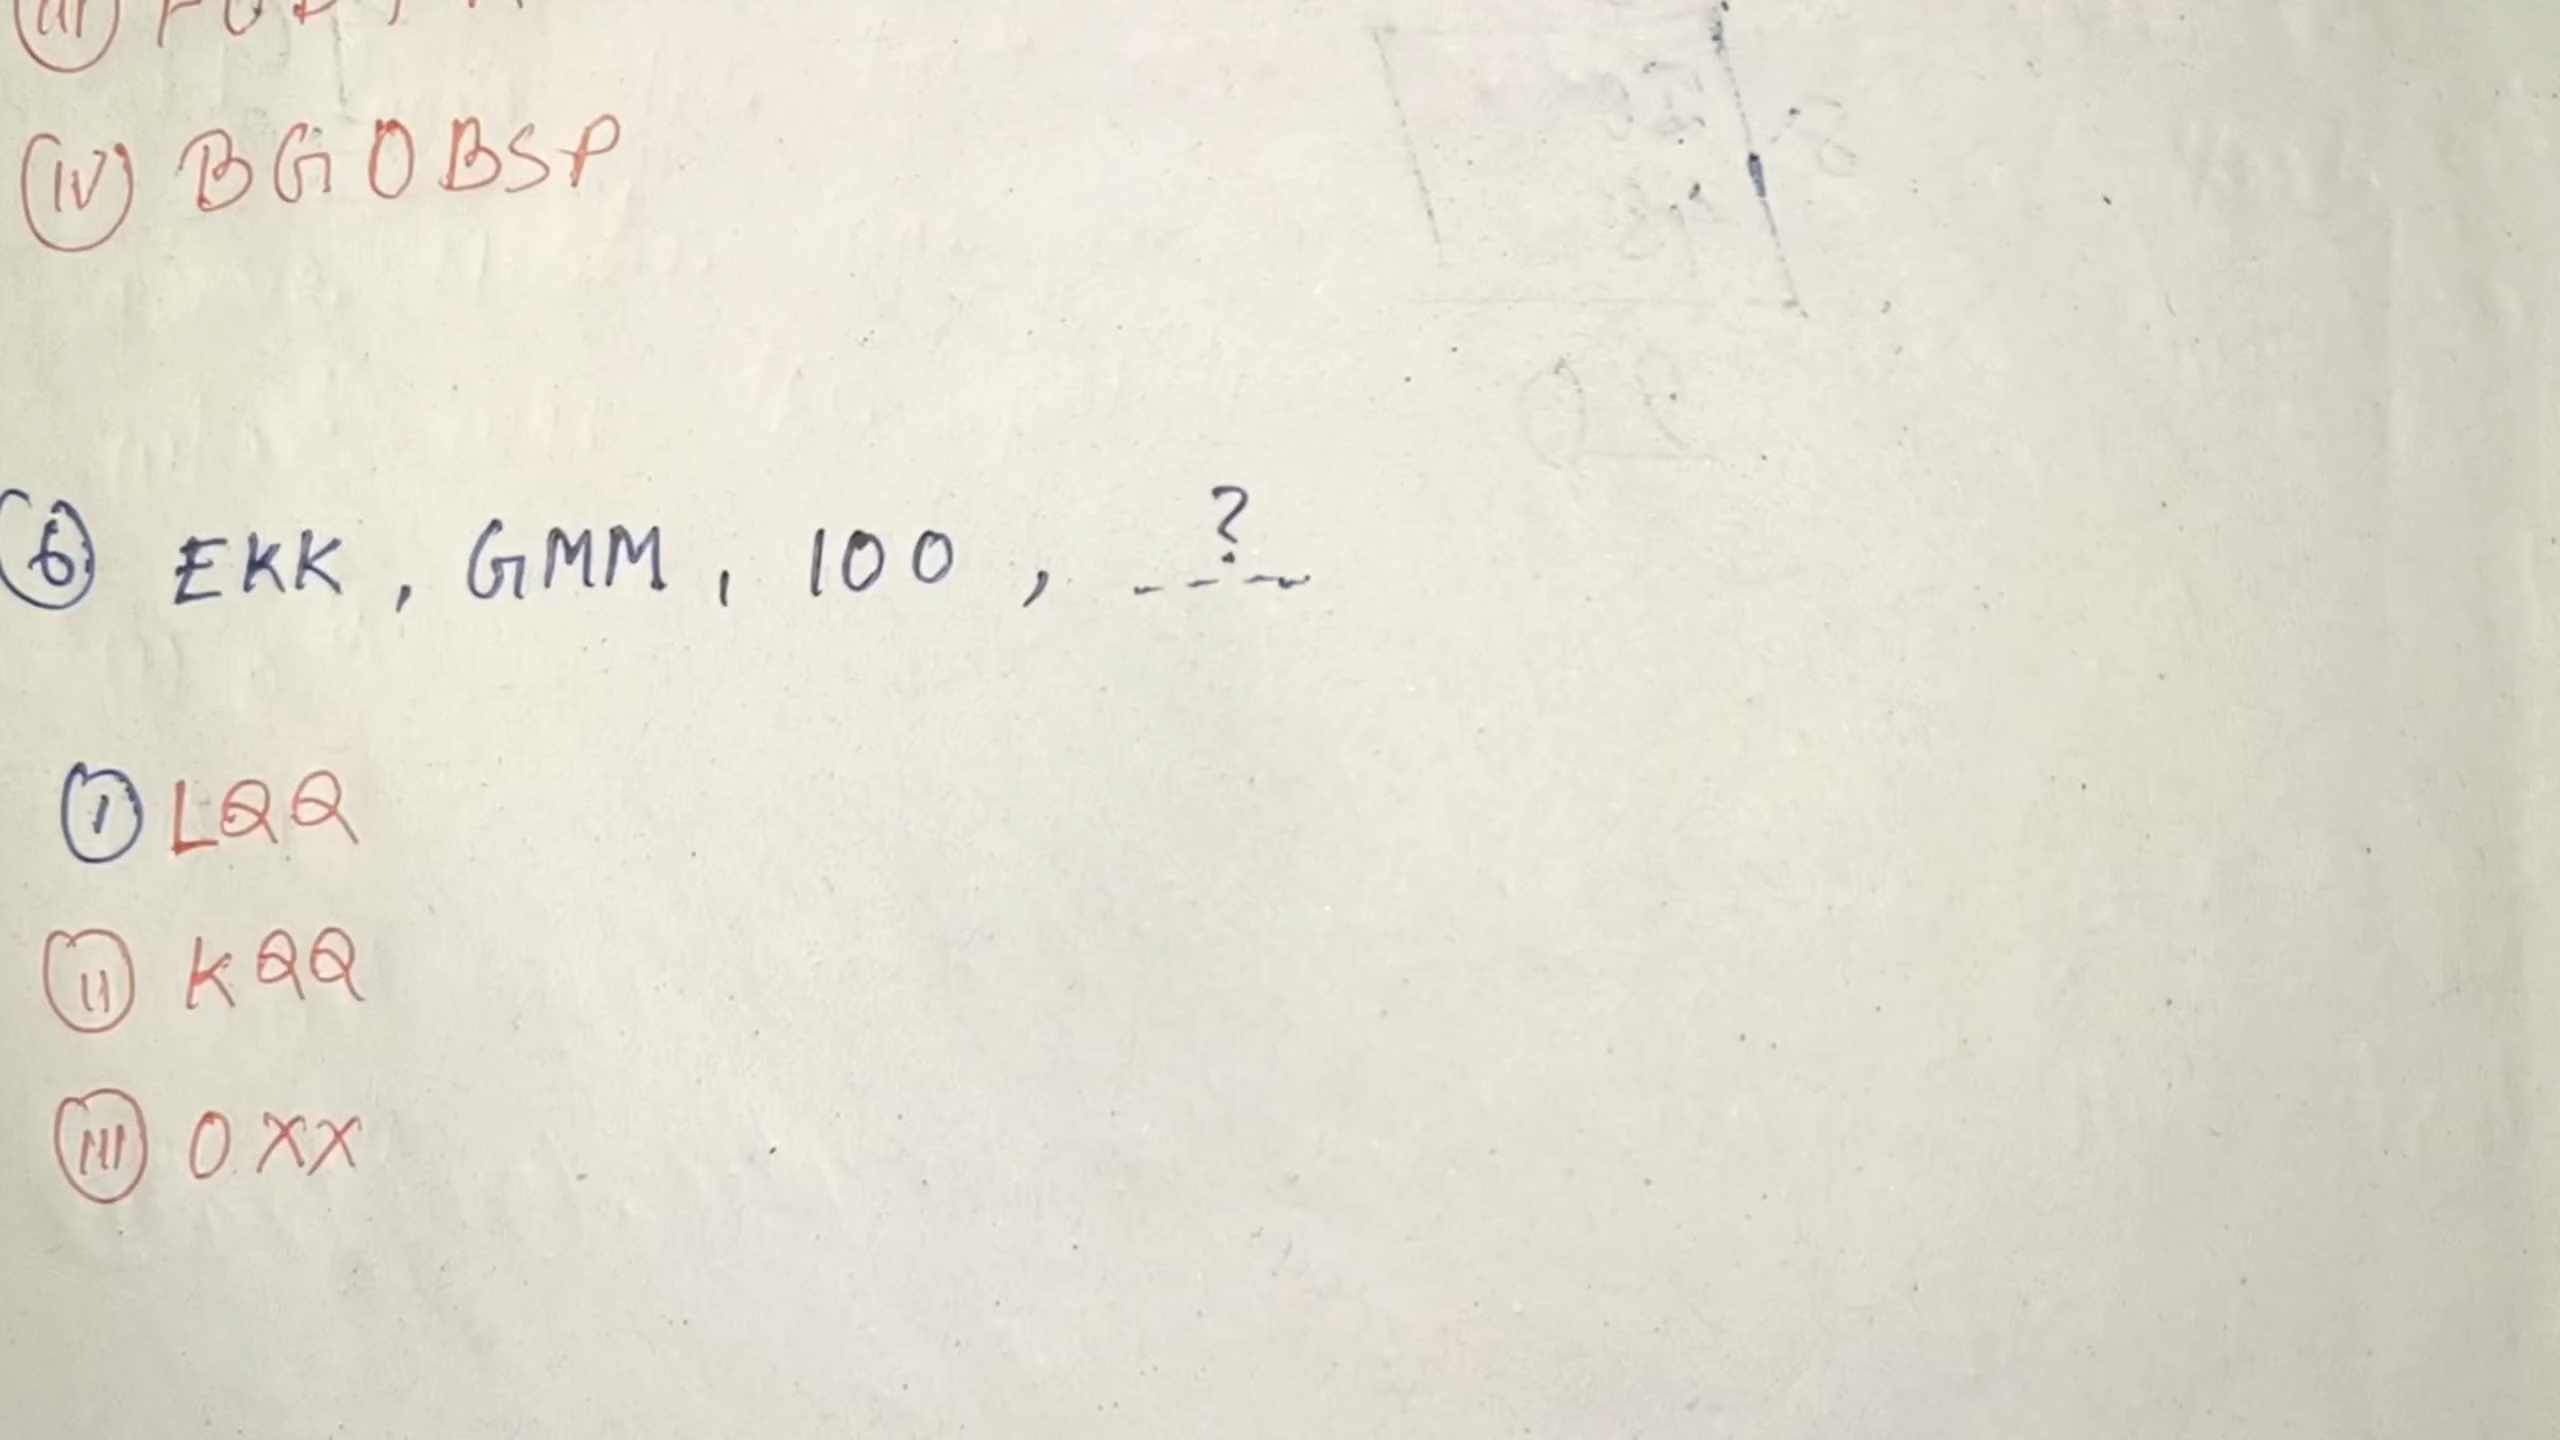 (IV) BGOBSP
(6) EKK, GMM, IOO, ---?
(I) LQQ
(II) KQQ
(III) OXX